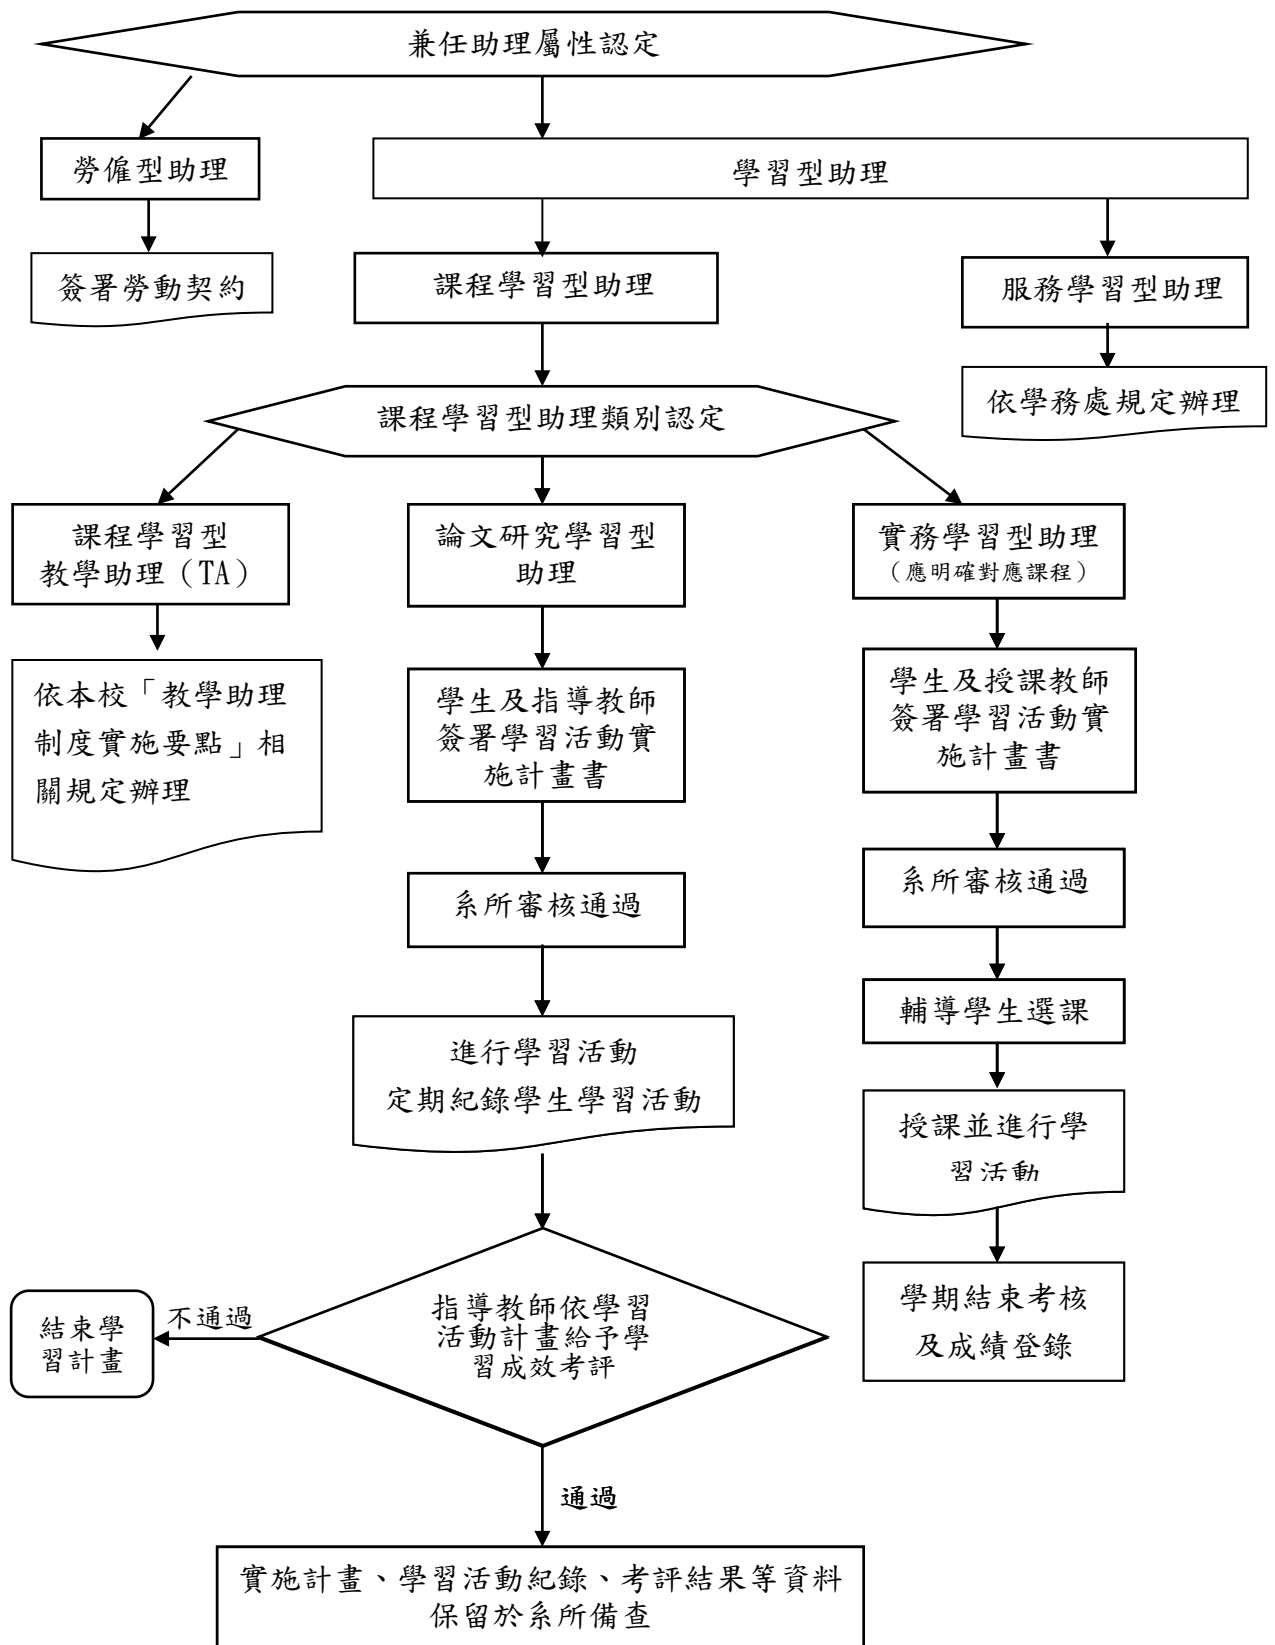 兼任助理屬性認定
勞僱型助理
學習型助理
簽署勞動契約
課程學習型助理
服務學習型助理
依學務處規定辦理
課程學習型助理類別認定
課程學習型
教學助理（TA）
論文研究學習型
助理
實務學習型助理
（應明確對應課程）
依本校「教學助理
制度實施要點」相
關規定辦理
學生及指導教師
簽署學習活動實
施計畫書
學生及授課教師
簽署學習活動實
施計畫書
系所審核通過
系所審核通過
輔導學生選課
進行學習活動
定期紀錄學生學習活動
授課並進行學
習活動
指導教師依學習
活動計畫給予學
習成效考評
不通過
結束學
習計畫
學期結束考核
及成績登錄
通過
實施計畫、學習活動紀錄、考評結果等資料
保留於系所備查